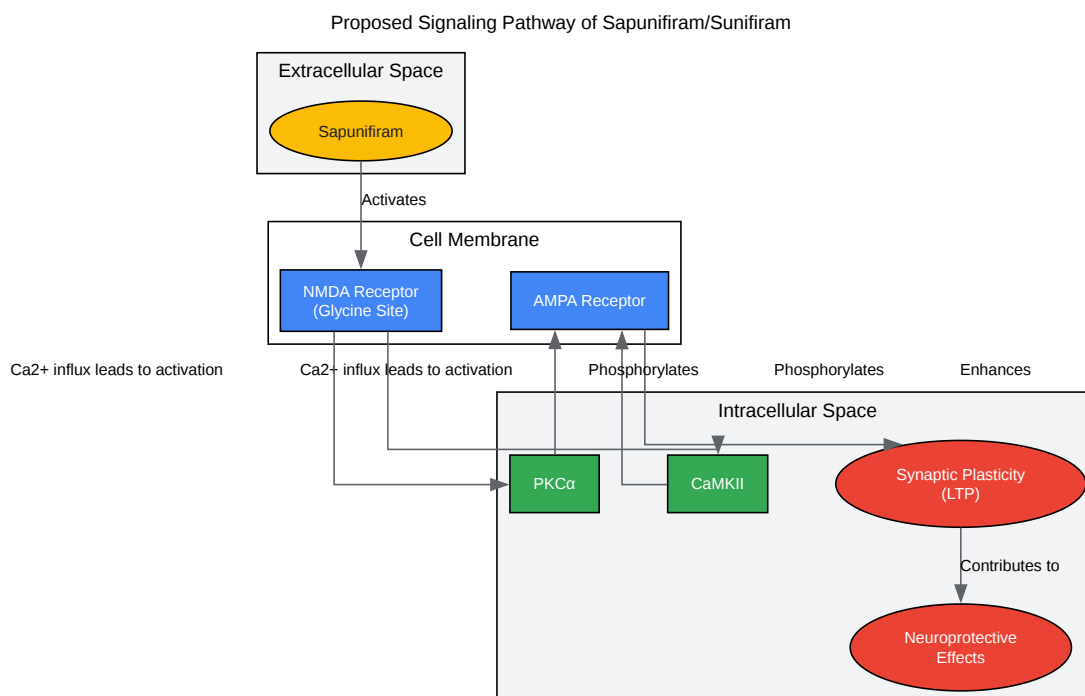 Proposed Signaling Pathway of Sapunifiram/Sunifiram
Extracellular Space
Sapunifiram
Activates
Cell Membrane
NMDA Receptor
(Glycine Site)
AMPA Receptor
Ca2+ influx leads to activation
Ca2+ influx leads to activation
Phosphorylates
Phosphorylates
Enhances
Intracellular Space
PKCα
CaMKII
Synaptic Plasticity
(LTP)
Contributes to
Neuroprotective
Effects